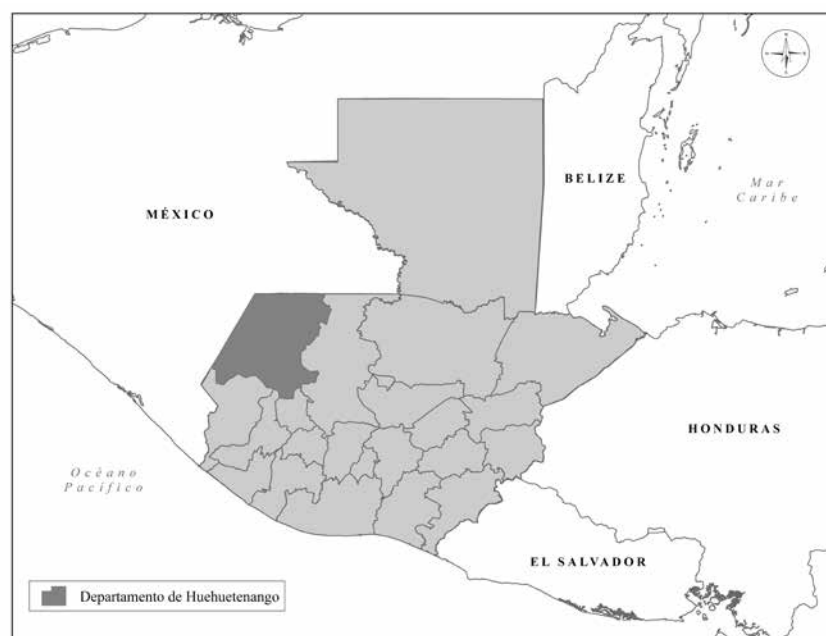 N
BELIZE
Mar
Caribe
MÉXICO
HONDURAS
Océano
Pacífico
EL SALVADOR
Departamento de Huehuetenango